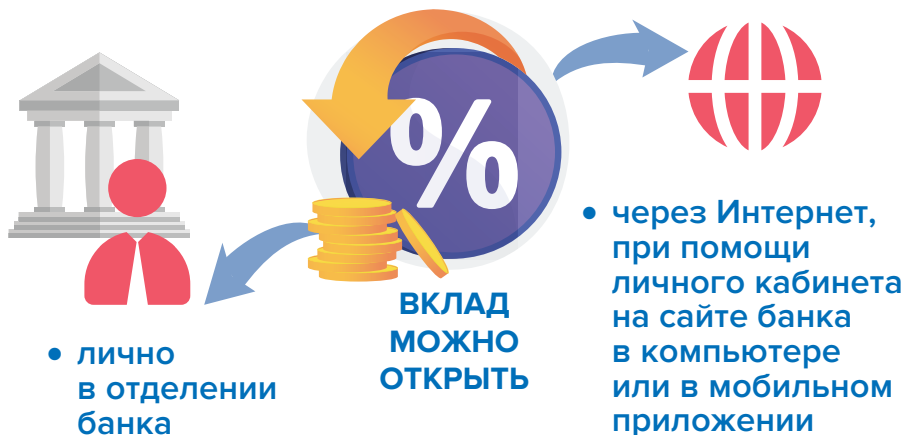 %
ВКЛАД
МОЖНО
ОТКРЫТЬ
• лично
в отделении
банка
• через Интернет,
при помощи
личного кабинета
на сайте банка
в компьютере
или в мобильном
приложении